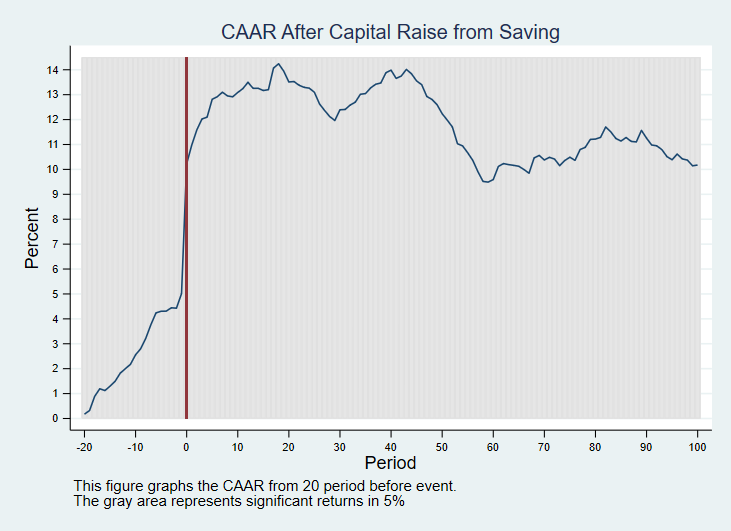 CAAR After Capital Raise from Saving
14
13
12
11
10
9
8
7
6
5
4
3
2
1
0
Percent
-20 -10 0 10 20 30 40 50 60 70 80 90 100
Period
This figure graphs the CAAR from 20 period before event.
The gray area represents significant returns in 5%